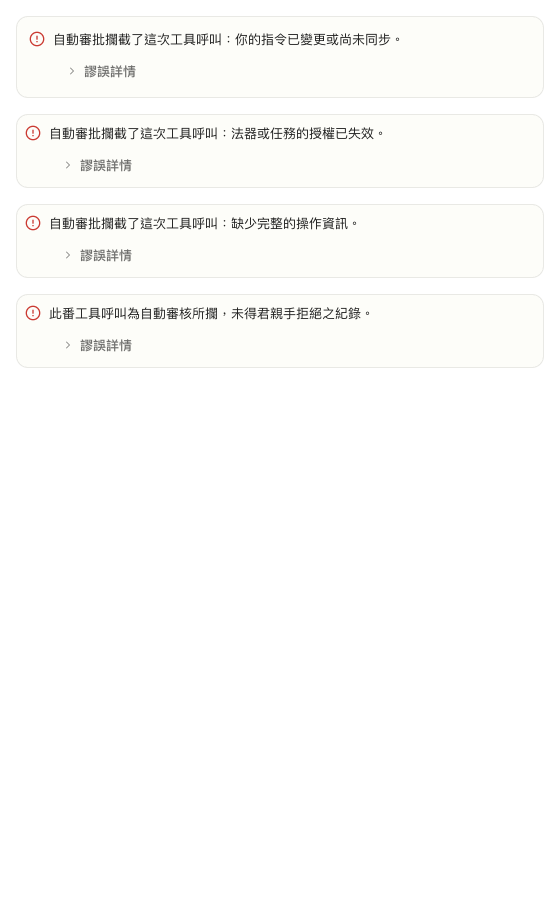 自動審批攔截了這次工具呼叫：你的指令已變更或尚未同步。
謬誤詳情
自動審批攔截了這次工具呼叫：法器或任務的授權已失效。
謬誤詳情
自動審批攔截了這次工具呼叫：缺少完整的操作資訊。
謬誤詳情
此番工具呼叫為自動審核所攔，未得君親手拒絕之紀錄。
謬誤詳情